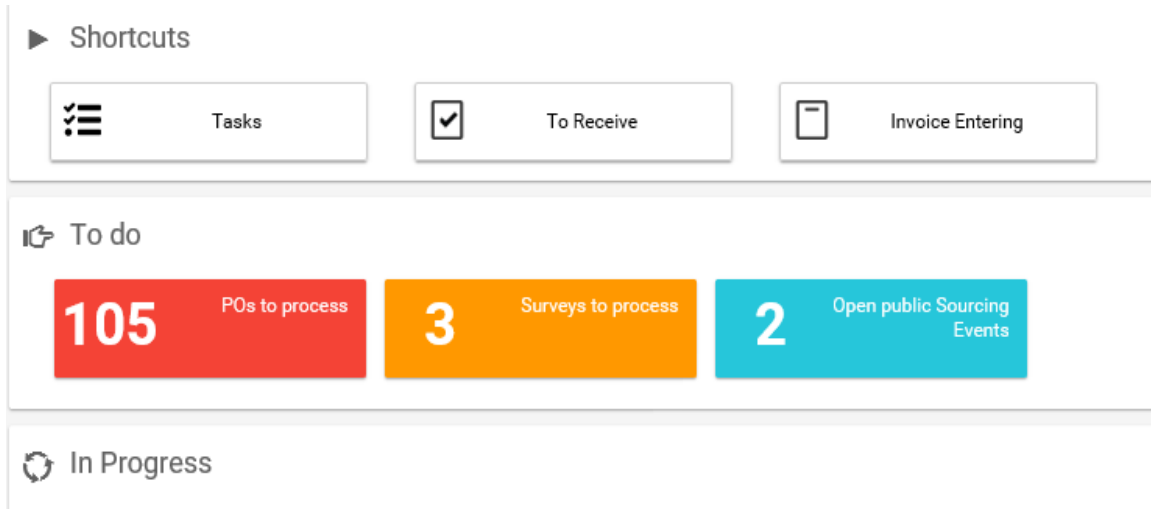 Shortcuts
Tasks
To Receive
Invoice Entering
To do
105
POs to process
3
Surveys to process
2
Open public Sourcing
Events
In Progress